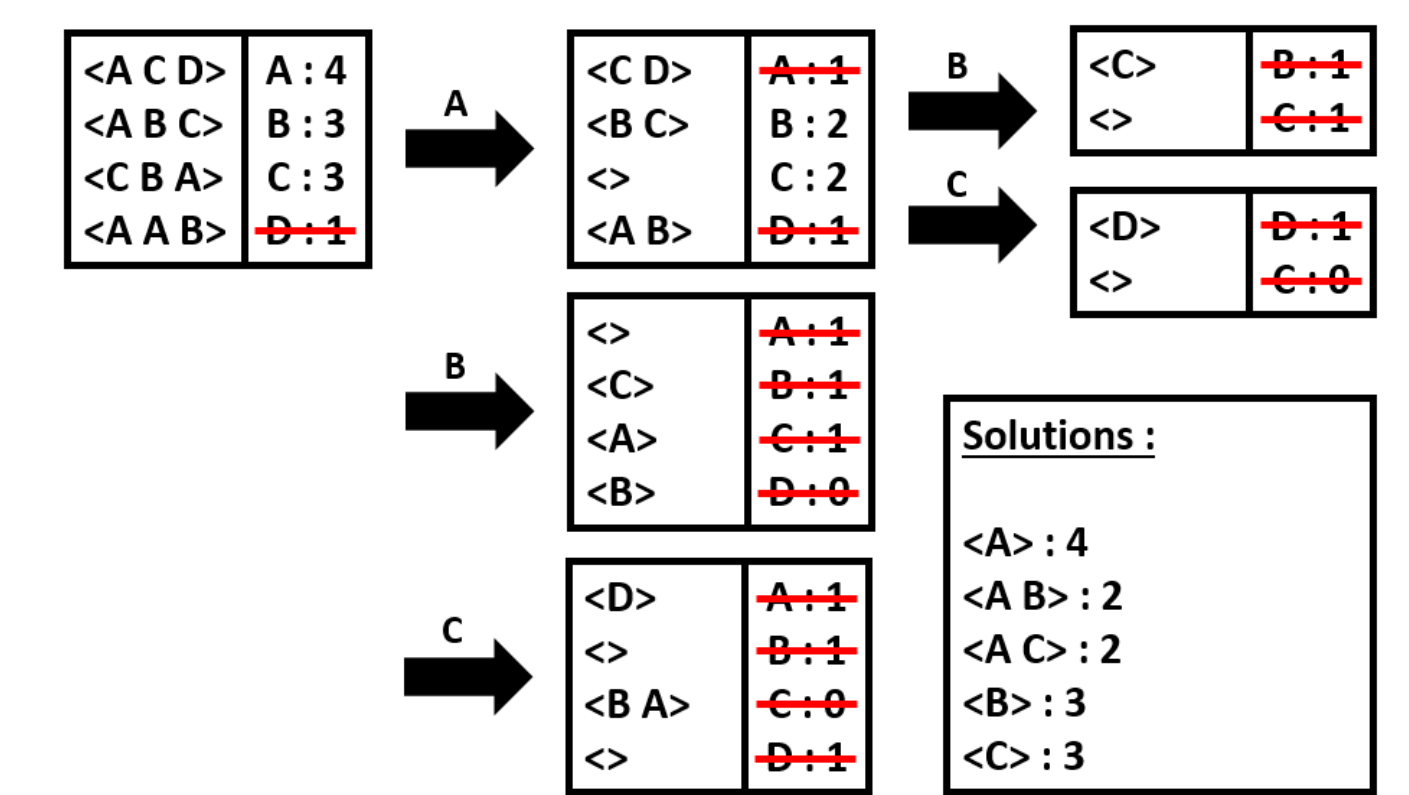 <A C D> A : 4
<A B C> B : 3
<C B A> C : 3
<A A B> D : 1
A
<C D> A : 1
<B C> B : 2
<> C : 2
<A B> D : 1
B
<C> B : 1
<> C : 1
C
<D> D : 1
<> C : 0
B
<> A : 1
<C> B : 1
<A> C : 1
<B> D : 0
C
<D> A : 1
<> B : 1
<B A> C : 0
<> D : 1
Solutions :
<A> : 4
<A B> : 2
<A C> : 2
<B> : 3
<C> : 3